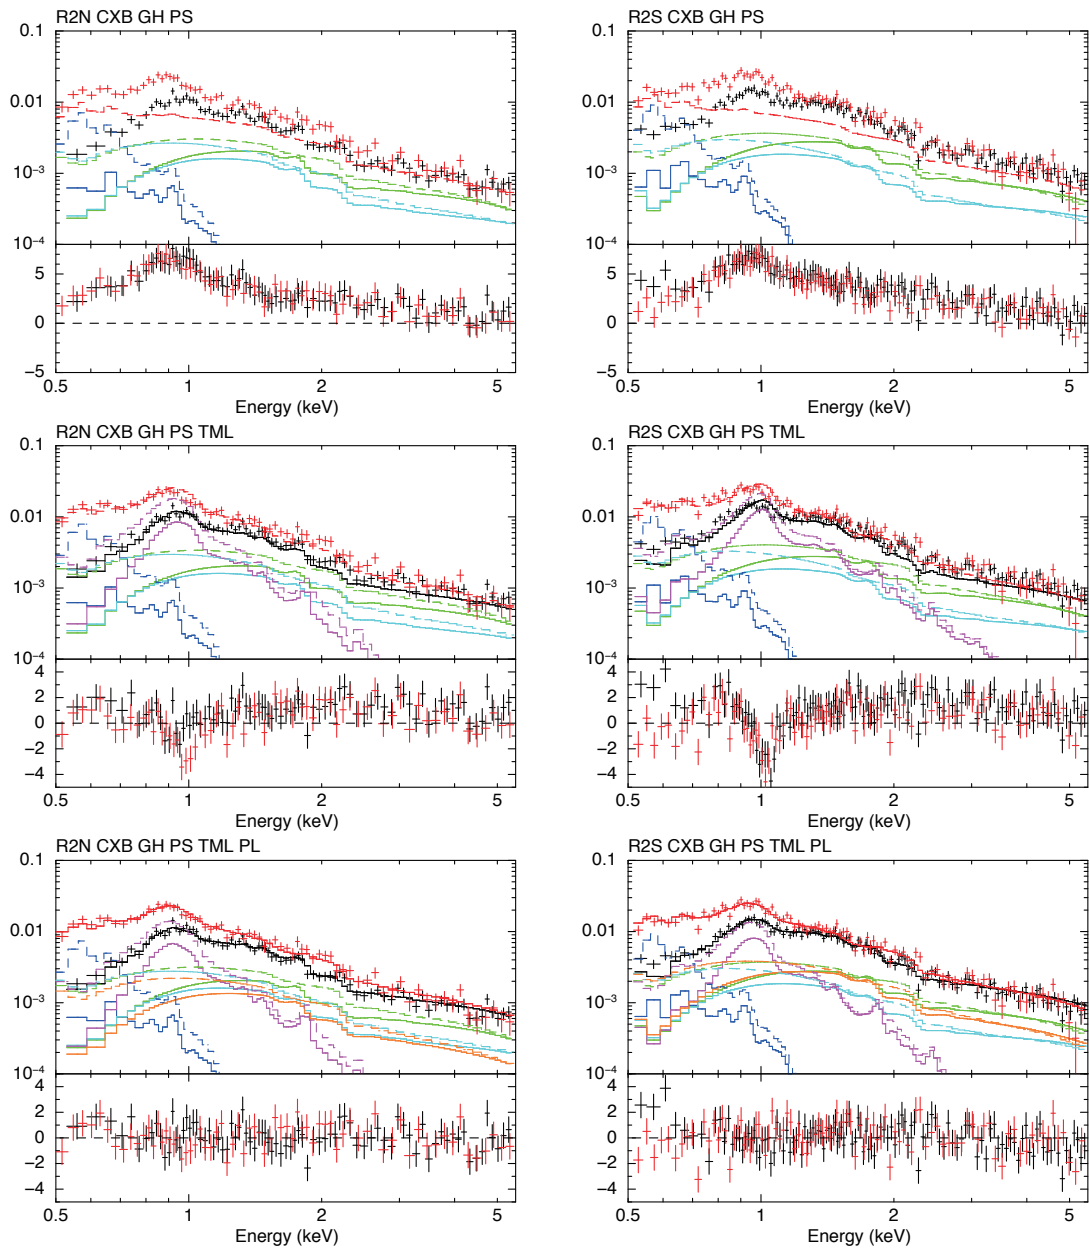 R2N CXB GH PS
0.1
0.01
10⁻³
10⁻⁴
5
0
−5
0.5 1 2 5
Energy (keV)
R2S CXB GH PS
0.1
0.01
10⁻³
10⁻⁴
5
0
−5
0.5 1 2 5
Energy (keV)
R2N CXB GH PS TML
0.1
0.01
10⁻³
10⁻⁴
4
2
0
−2
−4
0.5 1 2 5
Energy (keV)
R2S CXB GH PS TML
0.1
0.01
10⁻³
10⁻⁴
4
2
0
−2
−4
0.5 1 2 5
Energy (keV)
R2N CXB GH PS TML PL
0.1
0.01
10⁻³
10⁻⁴
4
2
0
−2
−4
0.5 1 2 5
Energy (keV)
R2S CXB GH PS TML PL
0.1
0.01
10⁻³
10⁻⁴
4
2
0
−2
−4
0.5 1 2 5
Energy (keV)